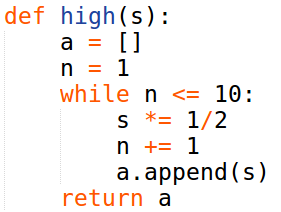 def high(s):
    a = []
    n = 1
    while n <= 10:
        s *= 1/2
        n += 1
        a.append(s)
    return a